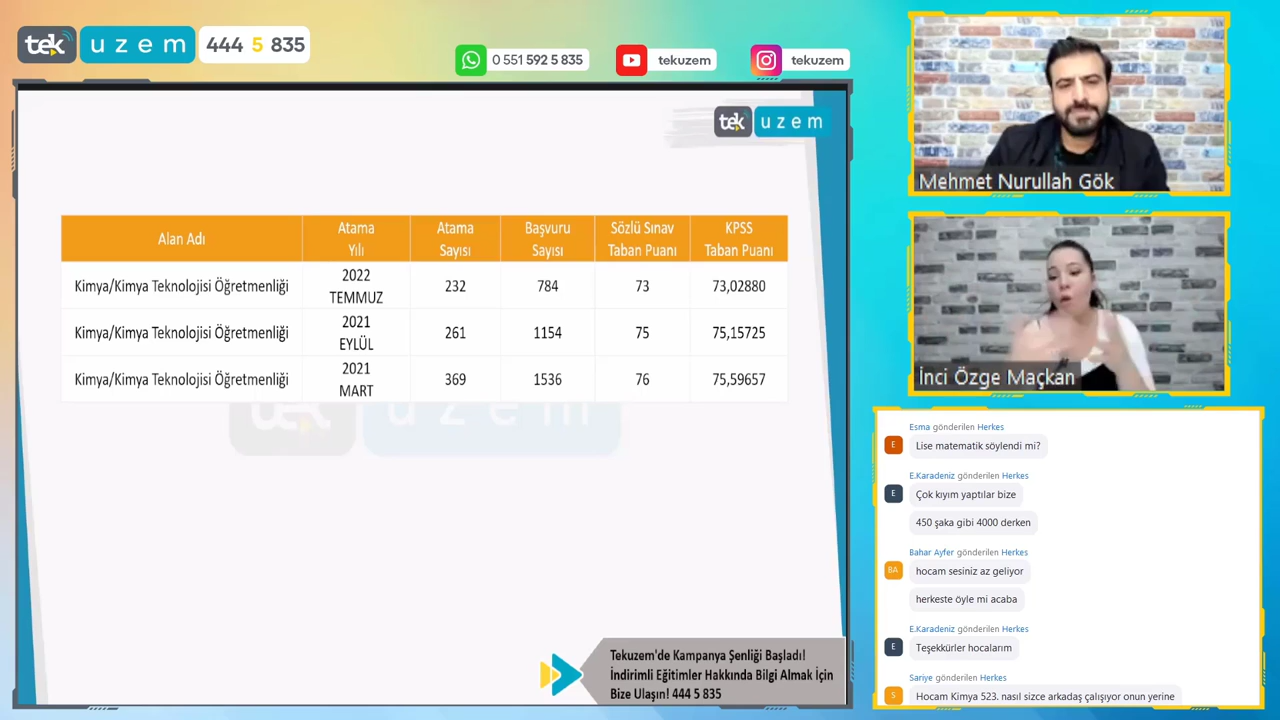 tek uzem 444 5 835
0 551 592 5 835
tekuzem
tekuzem
tek uzem
Alan Adı Atama Yılı Atama Sayısı Başvuru Sayısı Sözlü Sınav Taban Puanı KPSS Taban Puanı
Kimya/Kimya Teknolojisi Öğretmenliği 2022 TEMMUZ 232 784 73 73,02880
Kimya/Kimya Teknolojisi Öğretmenliği 2021 EYLÜL 261 1154 75 75,15725
Kimya/Kimya Teknolojisi Öğretmenliği 2021 MART 369 1536 76 75,59657
tek uzem
Tekuzem'de Kampanya Şenliği Başladı!
İndirimli Eğitimler Hakkında Bilgi Almak İçin
Bize Ulaşın! 444 5 835
Mehmet Nurullah Gök
İnci Özge Maçkan
Esma gönderilen Herkes
E
Lise matematik söylendi mi?
E.Karadeniz gönderilen Herkes
E
Çok kıyım yaptılar bize
450 şaka gibi 4000 derken
Bahar Ayfer gönderilen Herkes
BA
hocam sesiniz az geliyor
herkeste öyle mi acaba
E.Karadeniz gönderilen Herkes
E
Teşekkürler hocalarım
Sariye gönderilen Herkes
S
Hocam Kimya 523. nasıl sizce arkadaş çalışıyor onun yerine